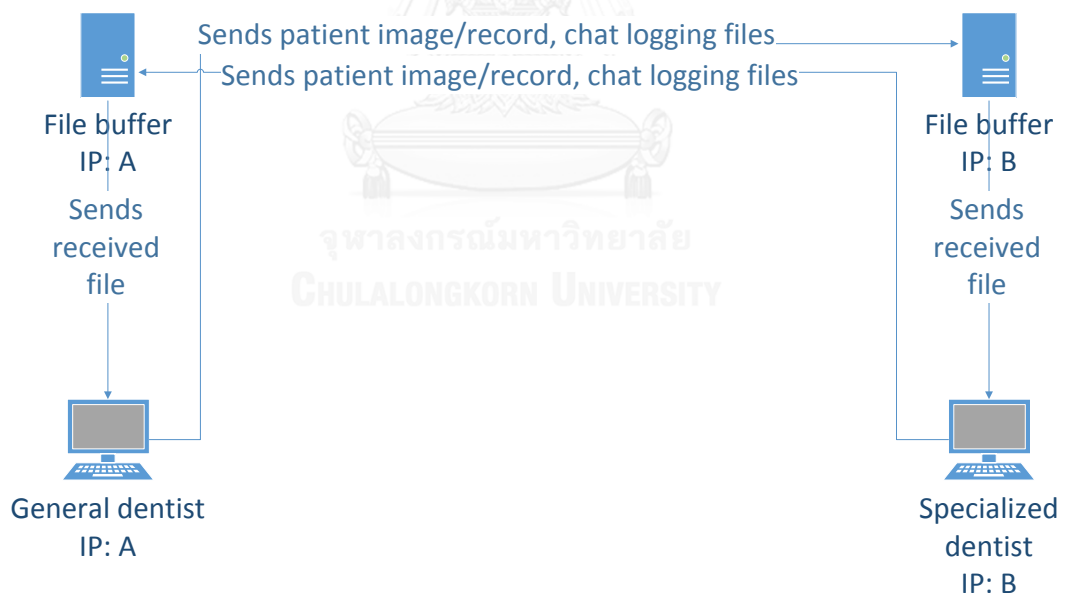 Sends patient image/record, chat logging files
Sends patient image/record, chat logging files
File buffer
IP: A
File buffer
IP: B
Sends
received
file
Sends
received
file
จุฬาลงกรณ์มหาวิทยาลัย
CHULALONGKORN UNIVERSITY
General dentist
IP: A
Specialized
dentist
IP: B